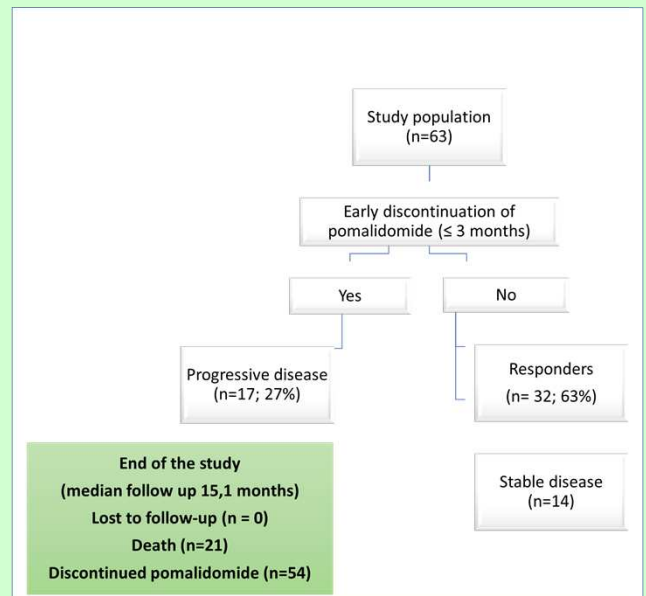 Study population
(n=63)
Early discontinuation of
pomalidomide (≤ 3 months)
Yes
No
Progressive disease
(n=17; 27%)
Responders
(n= 32; 63%)
Stable disease
(n=14)
End of the study
(median follow up 15,1 months)
Lost to follow-up (n = 0)
Death (n=21)
Discontinued pomalidomide (n=54)